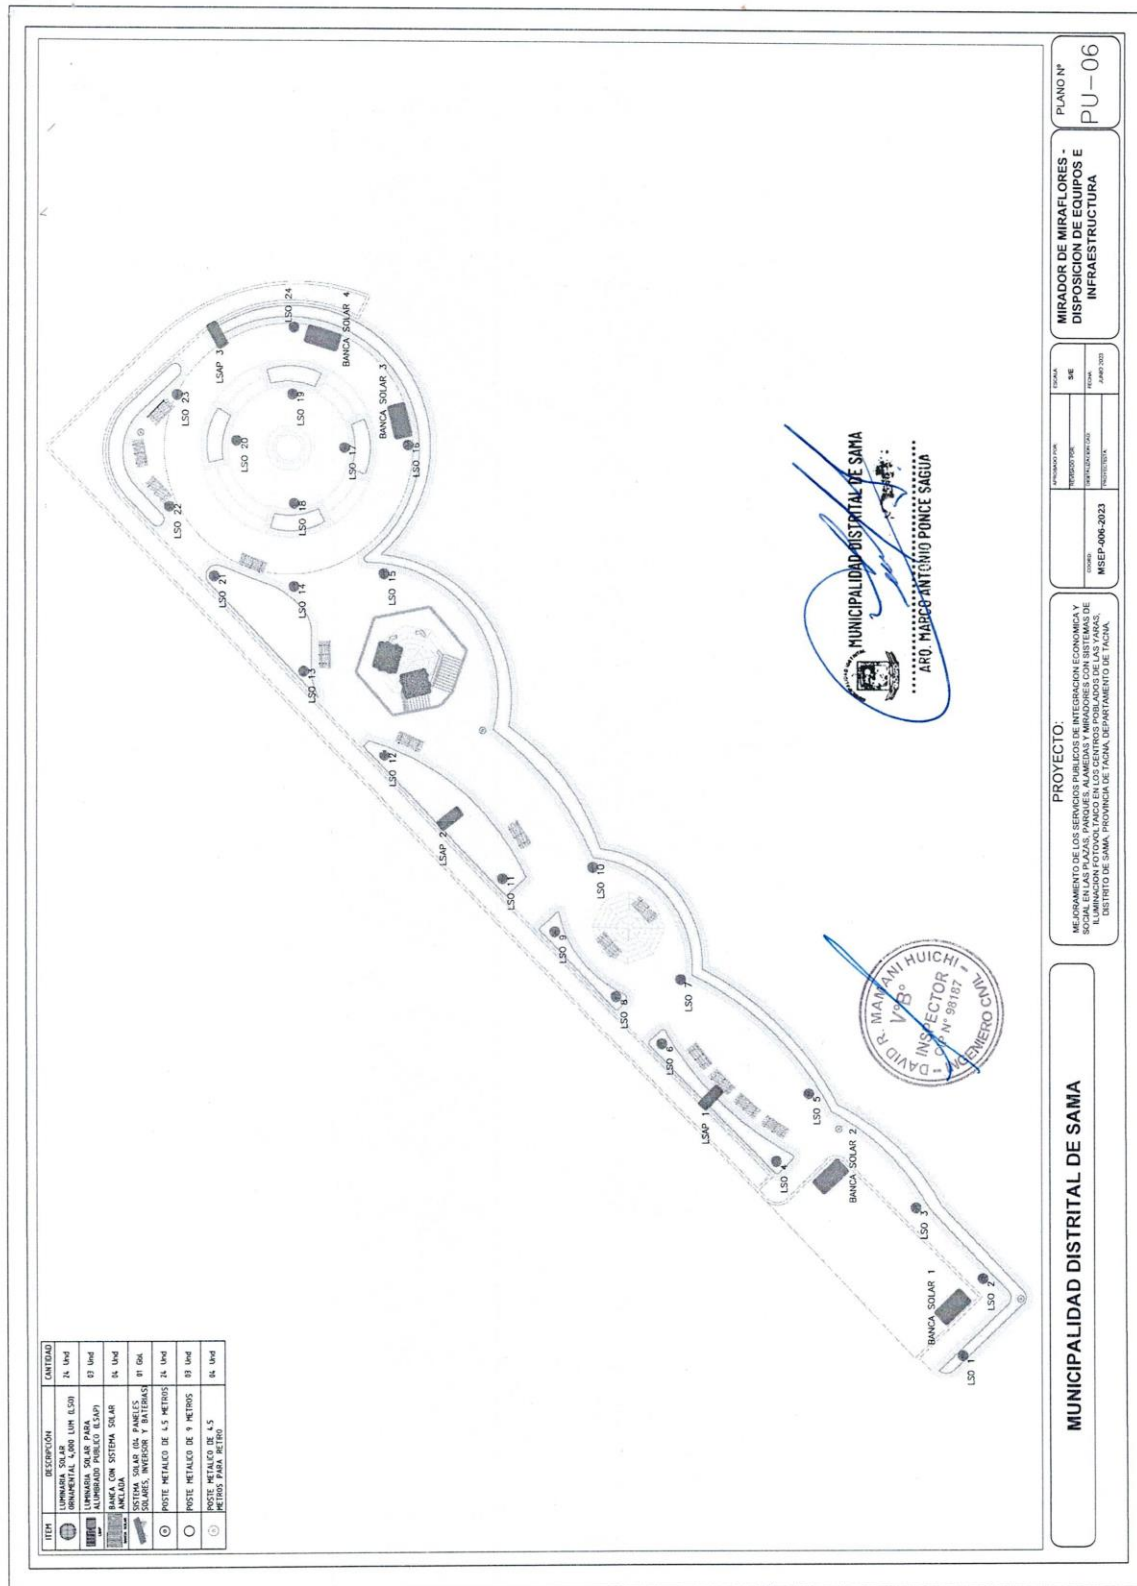 ITEM DESCRIPCIÓN CANTIDAD
LUMINARIA SOLAR
ORNAMENTAL 4,000 LUM (LSO) 24 Und
LUMINARIA SOLAR PARA
ALUMBRADO PUBLICO (LSAP) 03 Und
BANCA CON SISTEMA SOLAR
ANCLADA 04 Und
SISTEMA SOLAR (04 PANELES
SOLARES, INVERSOR Y BATERIAS) 01 Gbl
POSTE METALICO DE 4.5 METROS 24 Und
POSTE METALICO DE 9 METROS 03 Und
POSTE METALICO DE 4.5
METROS PARA RETIRO 04 Und
LSO 1
BANCA SOLAR 1
LSO 2
LSO 3
BANCA SOLAR 2
LSO 4
LSO 5
LSAP 1
LSO 6
LSO 7
LSO 8
LSO 9
LSO 10
LSO 11
LSAP 2
LSO 12
LSO 13
LSO 14
LSO 15
LSO 21
LSO 22
LSO 18
LSO 17
LSO 16
BANCA SOLAR 3
LSO 20
LSO 19
LSO 23
LSAP 3
LSO 24
BANCA SOLAR 4
DAVID R. MAMANI HUICHI
V°B°
INSPECTOR
CIP N° 98187
INGENIERO CIVIL
MUNICIPALIDAD DISTRITAL DE SAMA
ARQ. MARCO ANTONIO PONCE SAGUA
MUNICIPALIDAD DISTRITAL DE SAMA
PROYECTO:
MEJORAMIENTO DE LOS SERVICIOS PUBLICOS DE INTEGRACION ECONOMICA Y
SOCIAL EN LAS PLAZAS, PARQUES, ALAMEDAS Y MIRADORES CON SISTEMAS DE
ILUMINACION FOTOVOLTAICO EN LOS CENTROS POBLADOS DE LAS YARAS,
DISTRITO DE SAMA, PROVINCIA DE TACNA, DEPARTAMENTO DE TACNA.
CODIGO:
MSEP-006-2023
APROBADO POR:
REVISADO POR:
PROYECTISTA:
ESCALA:
S/E
FECHA:
JUNIO 2023
MIRADOR DE MIRAFLORES -
DISPOSICION DE EQUIPOS E
INFRAESTRUCTURA
PLANO Nº
PU-06